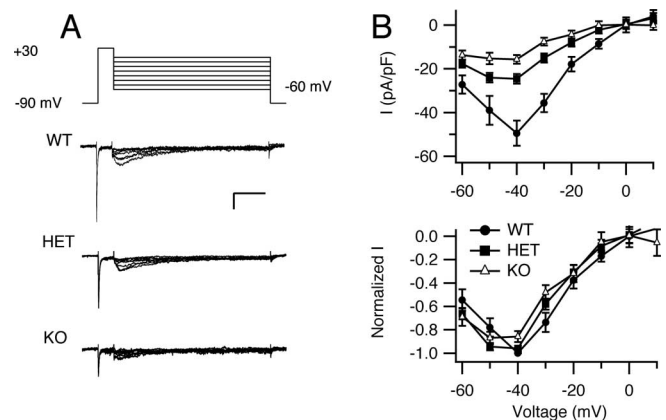 A
+30
-60 mV
-90 mV
WT
HET
KO
B
I (pA/pF)
0
-20
-40
-60
-60 -40 -20 0
Normalized I
0.0
-0.2
-0.4
-0.6
-0.8
-1.0
WT
HET
KO
-60 -40 -20 0
Voltage (mV)